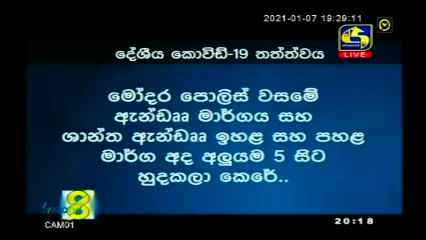 2021-01-07 19:29:11
LIVE
දේශීය කොවිඩ්-19 තත්ත්වය
මෝදර පොලිස් වසමේ
ඇන්ඩෲ මාර්ගය සහ
ශාන්ත ඇන්ඩෲ ඉහළ සහ පහළ
මාර්ග අද අලුයම 5 සිට
හුදකලා කෙරේ..
8
CAM01
20:18